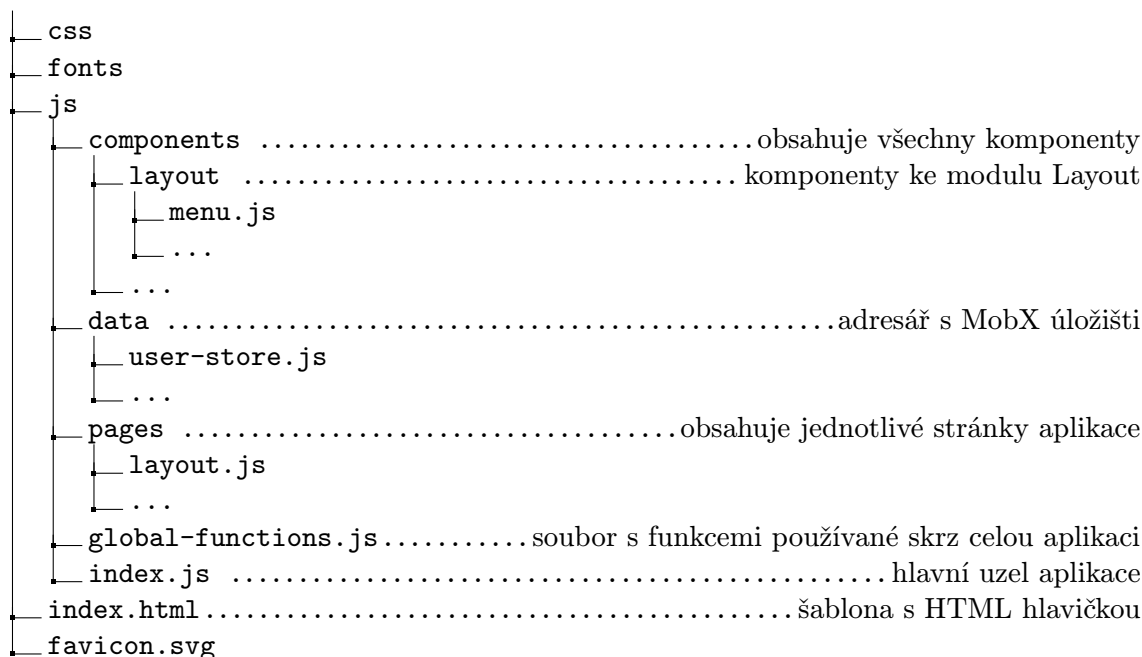 css
fonts
js
components ..................................... obsahuje všechny komponenty
layout ..................................... komponenty ke modulu Layout
menu.js
...
...
data .................................................. adresář s MobX úložišti
user-store.js
...
pages ..................................... obsahuje jednotlivé stránky aplikace
layout.js
...
global-functions.js........... soubor s funkcemi používané skrz celou aplikaci
index.js ................................................. hlavní uzel aplikace
index.html............................................ šablona s HTML hlavičkou
favicon.svg